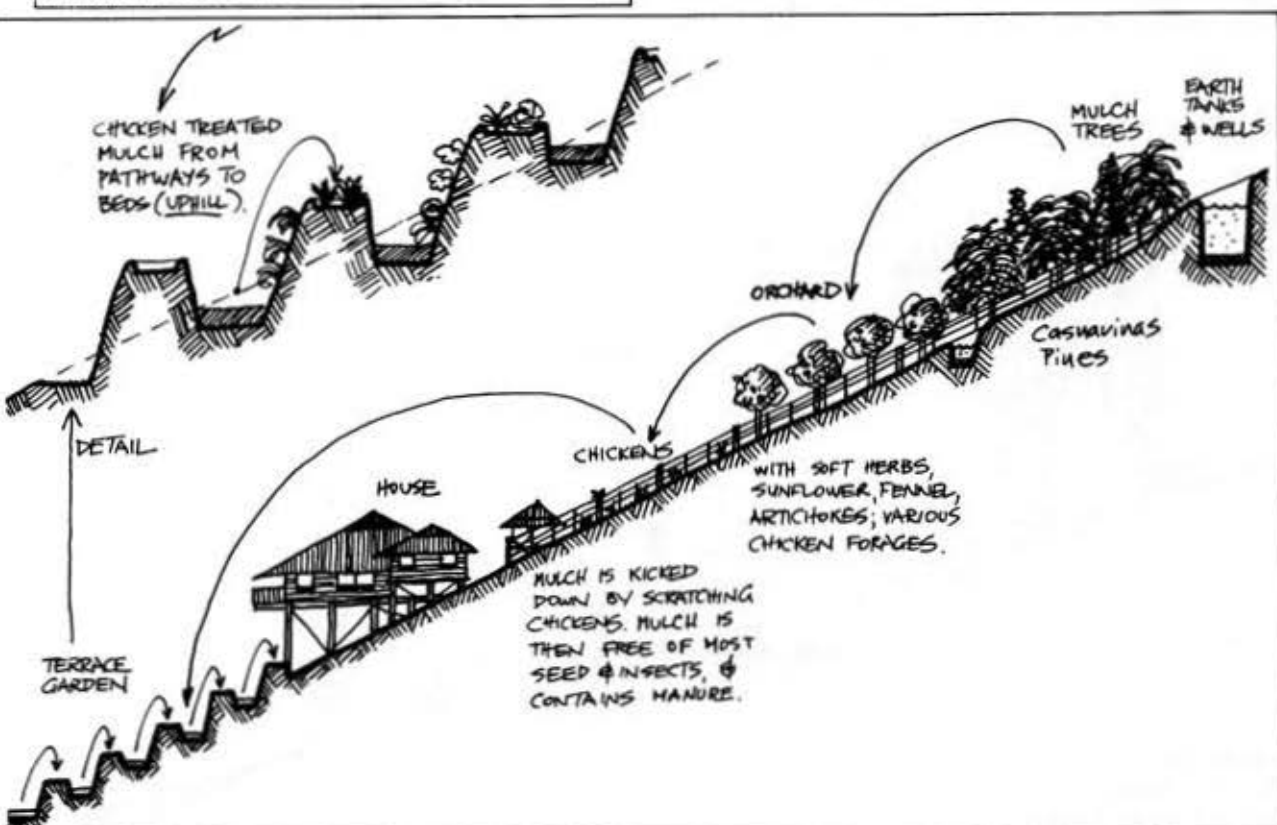 CHICKEN TREATED
MULCH FROM
PATHWAYS TO
BEDS (UPHILL).
EARTH
TANKS
& WELLS
MULCH
TREES
ORCHARD
Casuavinas
Pines
DETAIL
CHICKENS
HOUSE
WITH SOFT HERBS,
SUNFLOWER, FENNEL,
ARTICHOKES; VARIOUS
CHICKEN FORAGES.
MULCH IS KICKED
DOWN BY SCRATCHING
CHICKENS. MULCH IS
THEN FREE OF MOST
SEED & INSECTS, &
CONTAINS MANURE.
TERRACE
GARDEN